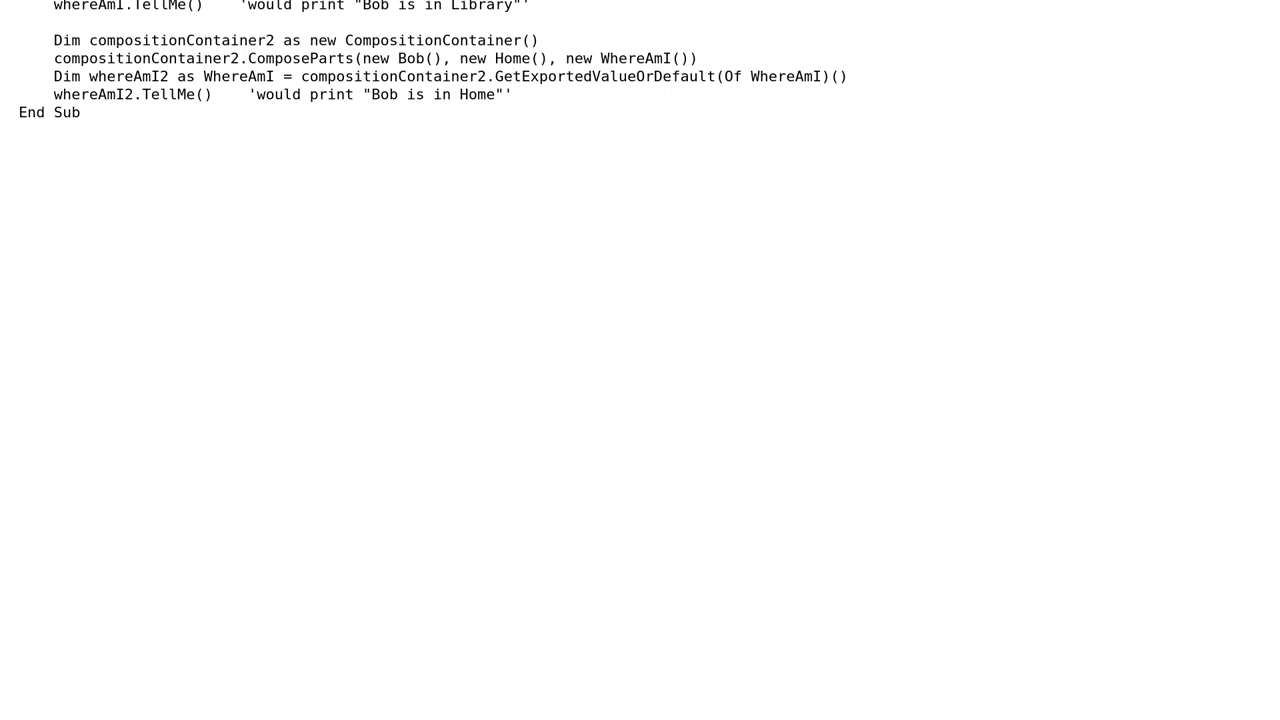 whereAmI.TellMe()    'would print "Bob is in Library"'
Dim compositionContainer2 as new CompositionContainer()
compositionContainer2.ComposeParts(new Bob(), new Home(), new WhereAmI())
Dim whereAmI2 as WhereAmI = compositionContainer2.GetExportedValueOrDefault(Of WhereAmI)()
whereAmI2.TellMe()    'would print "Bob is in Home"'
End Sub